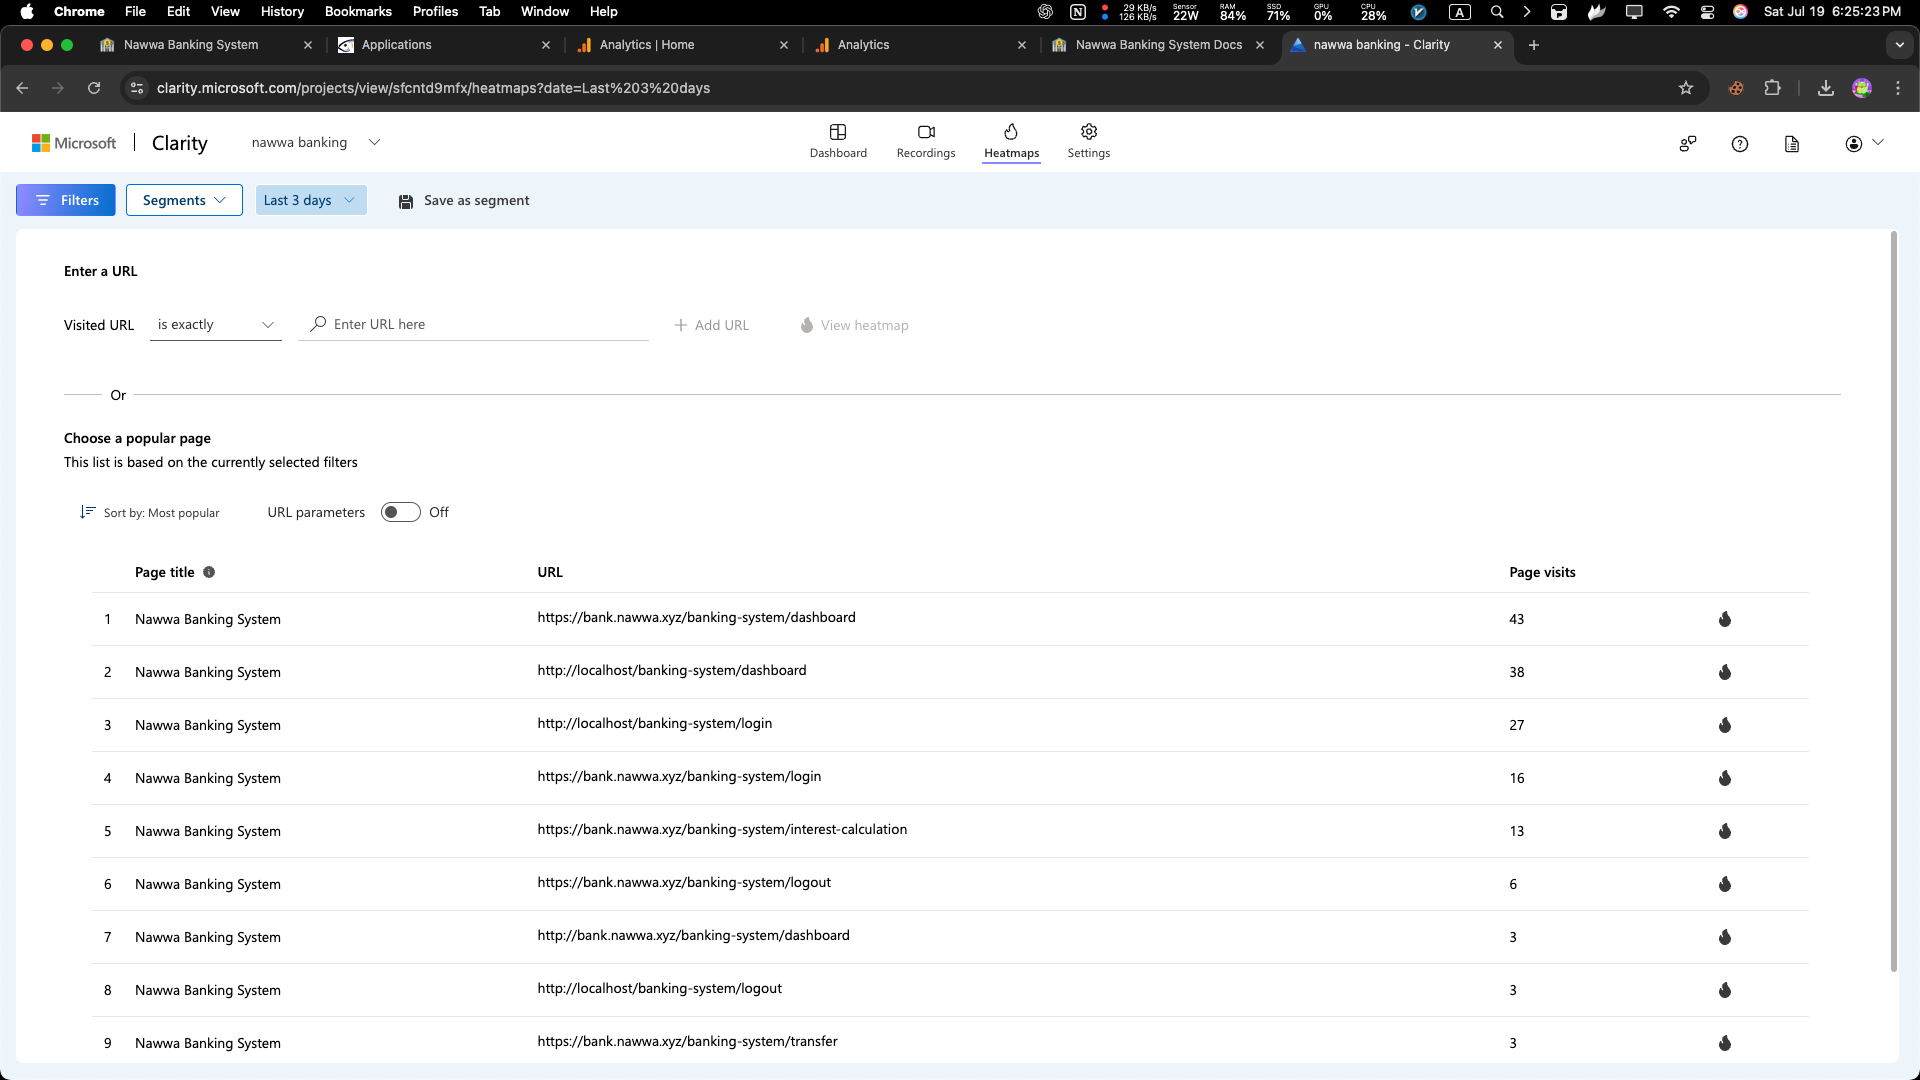 Chrome File Edit View History Bookmarks Profiles Tab Window Help 29 KB/s 126 KB/s Sensor 22W RAM 84% SSD 71% GPU 0% CPU 28% A Sat Jul 19 6:25:23 PM
Nawwa Banking System Applications Analytics | Home Analytics Nawwa Banking System Docs nawwa banking - Clarity
clarity.microsoft.com/projects/view/sfcntd9mfx/heatmaps?date=Last%203%20days
Microsoft Clarity nawwa banking Dashboard Recordings Heatmaps Settings
Filters Segments Last 3 days Save as segment
Enter a URL
Visited URL is exactly Enter URL here Add URL View heatmap
Or
Choose a popular page
This list is based on the currently selected filters
Sort by: Most popular URL parameters Off
Page title URL Page visits
1 Nawwa Banking System https://bank.nawwa.xyz/banking-system/dashboard 43
2 Nawwa Banking System http://localhost/banking-system/dashboard 38
3 Nawwa Banking System http://localhost/banking-system/login 27
4 Nawwa Banking System https://bank.nawwa.xyz/banking-system/login 16
5 Nawwa Banking System https://bank.nawwa.xyz/banking-system/interest-calculation 13
6 Nawwa Banking System https://bank.nawwa.xyz/banking-system/logout 6
7 Nawwa Banking System http://bank.nawwa.xyz/banking-system/dashboard 3
8 Nawwa Banking System http://localhost/banking-system/logout 3
9 Nawwa Banking System https://bank.nawwa.xyz/banking-system/transfer 3